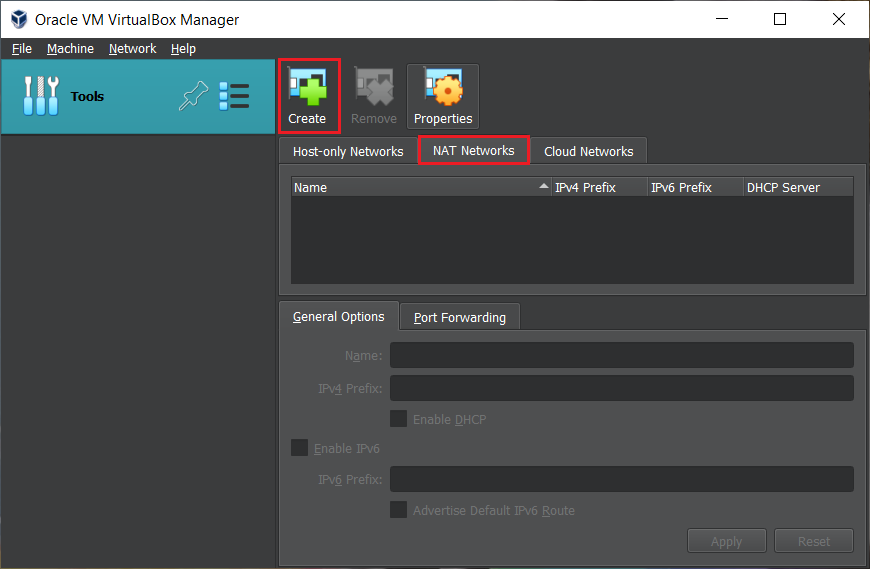 Oracle VM VirtualBox Manager
File Machine Network Help
Tools
Create Remove Properties
Host-only Networks NAT Networks Cloud Networks
Name IPv4 Prefix IPv6 Prefix DHCP Server
General Options Port Forwarding
Name:
IPv4 Prefix:
Enable DHCP
Enable IPv6
IPv6 Prefix:
Advertise Default IPv6 Route
Apply Reset